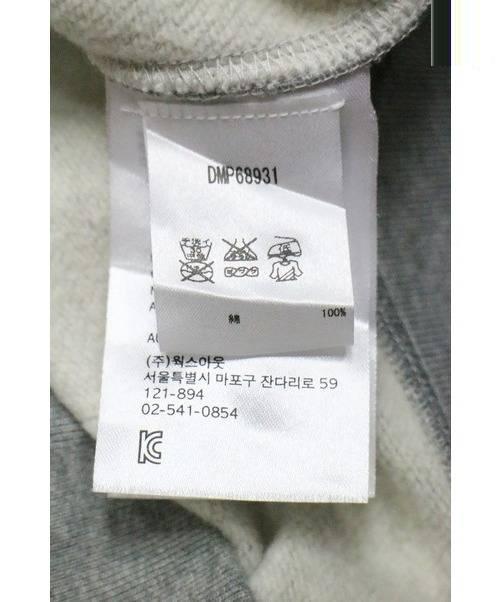 DMP68931
綿 100%
(주)웍스아웃
서울특별시 마포구 잔다리로 59
121-894
02-541-0854